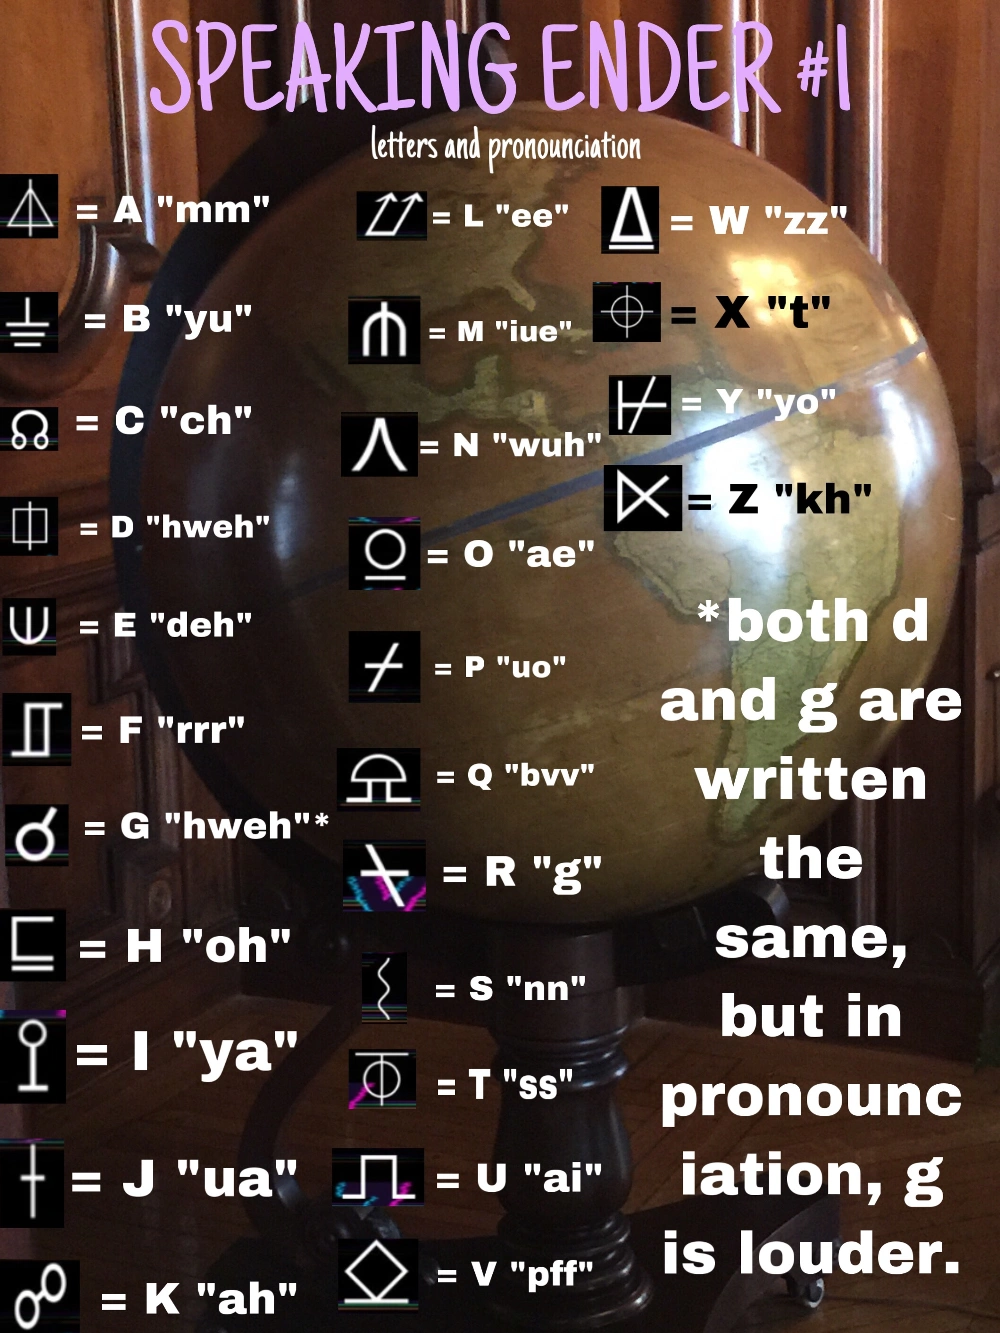 SPEAKING ENDER #1
letters and pronounciation
= A "mm"
= B "yu"
= C "ch"
= D "hweh"
= E "deh"
= F "rrr"
= G "hweh"*
= H "oh"
= I "ya"
= J "ua"
= K "ah"
= L "ee"
= M "iue"
= N "wuh"
= O "ae"
= P "uo"
= Q "bvv"
= R "g"
= S "nn"
= T "ss"
= U "ai"
= V "pff"
= W "zz"
= X "t"
= Y "yo"
= Z "kh"
*both d
and g are
written
the
same,
but in
pronounc
iation, g
is louder.